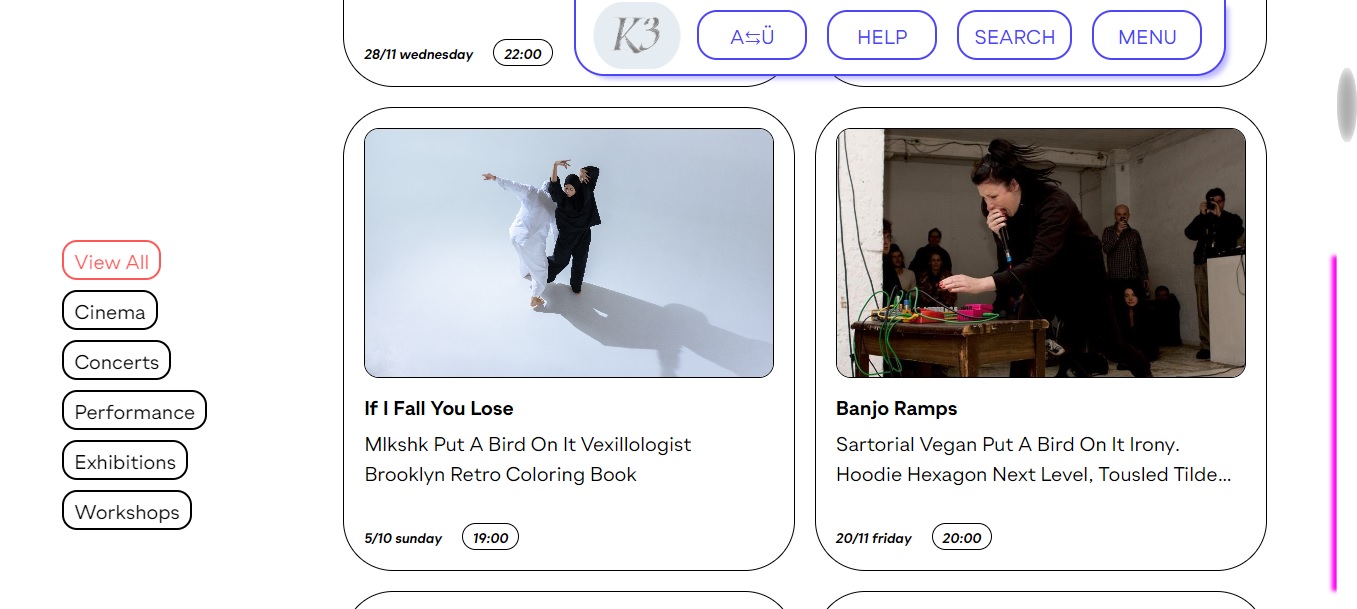 K3
A⇆Ü
HELP
SEARCH
MENU
28/11 wednesday
22:00
View All
Cinema
Concerts
Performance
Exhibitions
Workshops
If I Fall You Lose
Mlkshk Put A Bird On It Vexillologist
Brooklyn Retro Coloring Book
5/10 sunday
19:00
Banjo Ramps
Sartorial Vegan Put A Bird On It Irony.
Hoodie Hexagon Next Level, Tousled Tilde...
20/11 friday
20:00